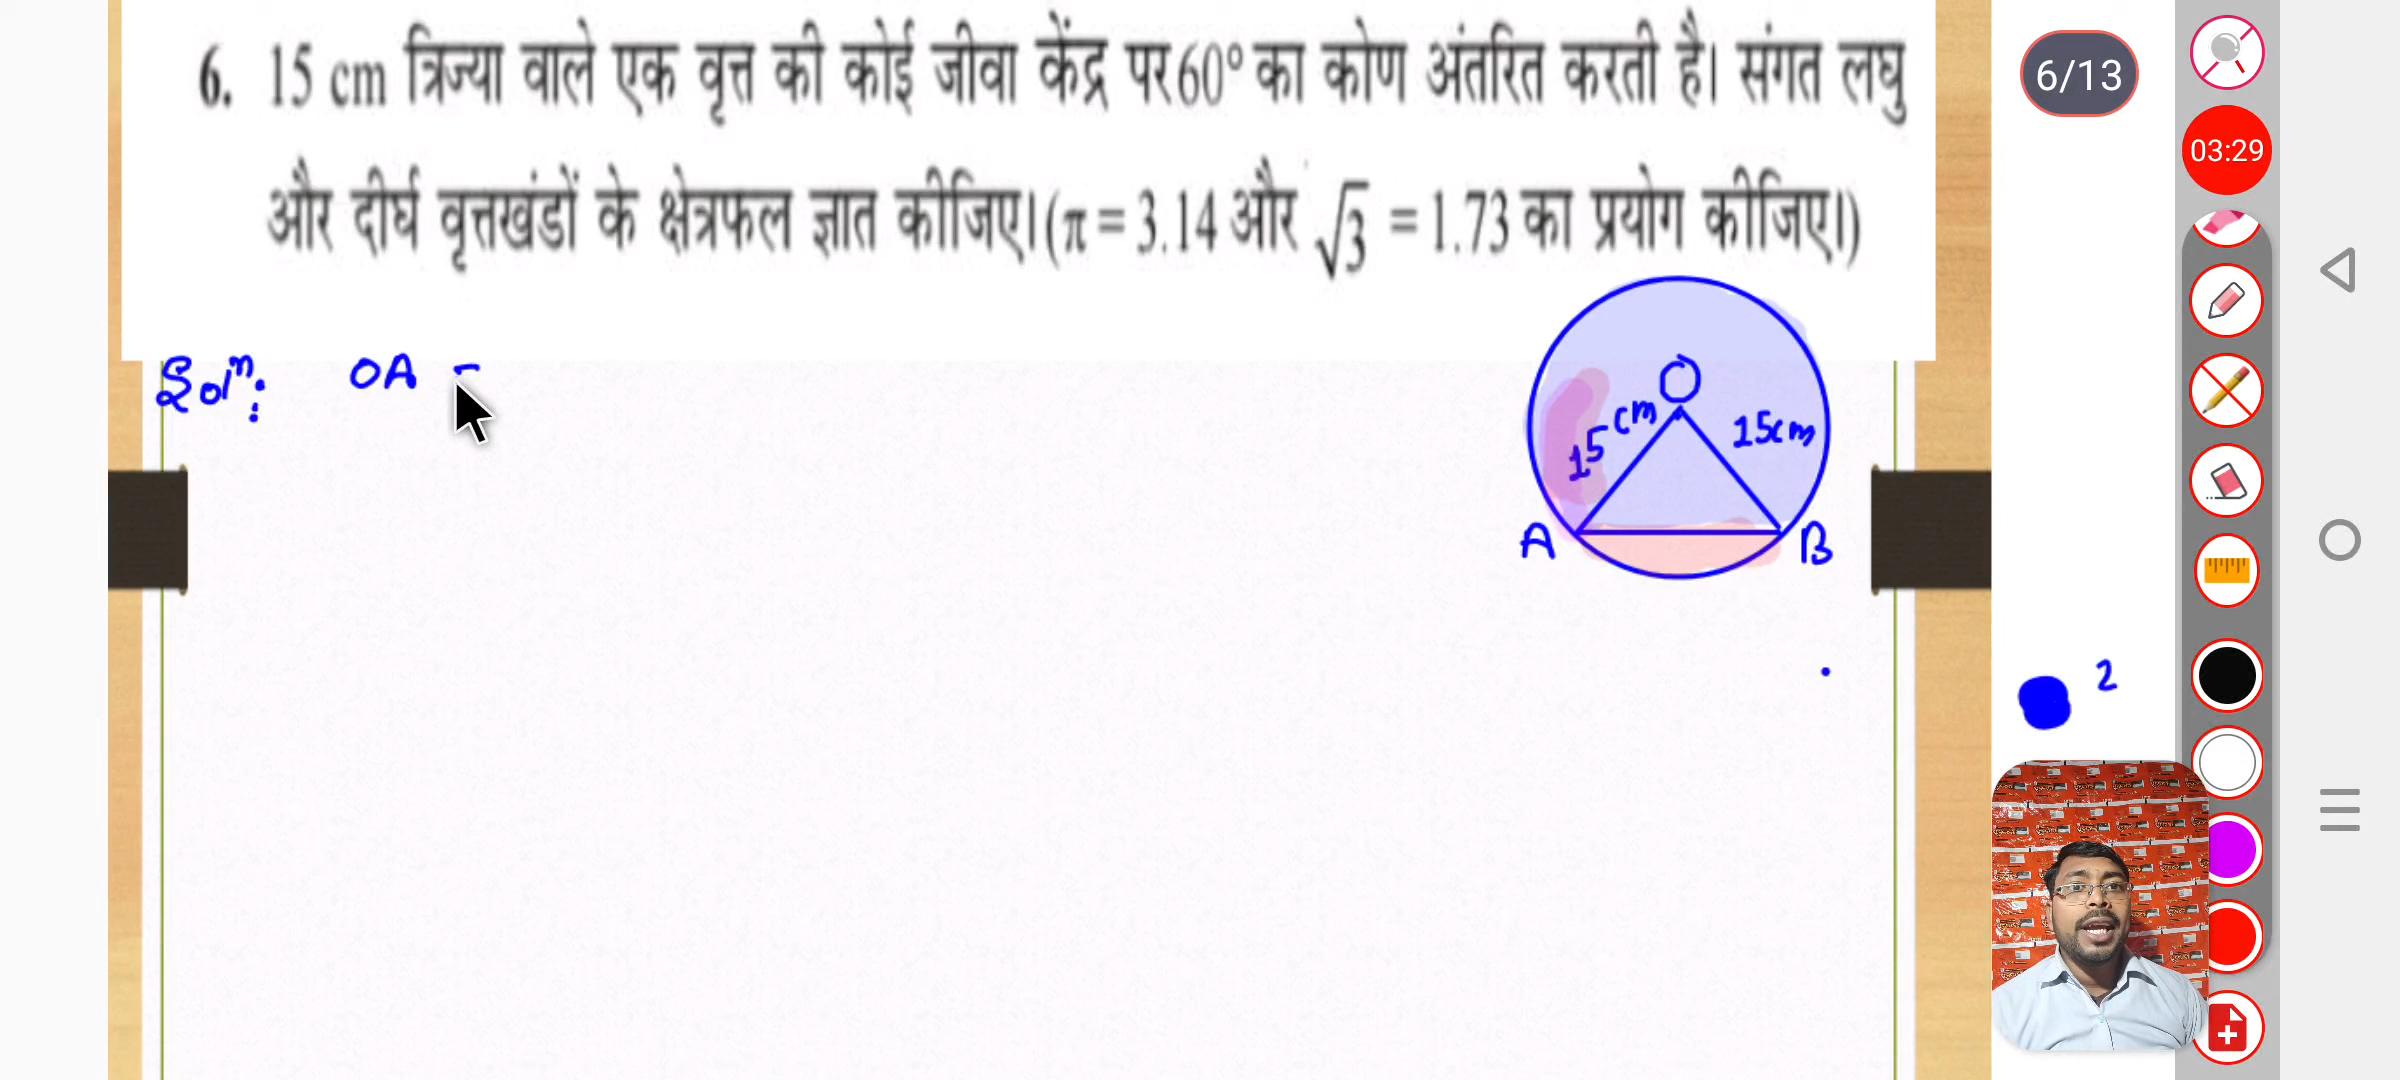 6. 15 cm त्रिज्या वाले एक वृत्त की कोई जीवा केंद्र पर 60° का कोण अंतरित करती है। संगत लघु
और दीर्घ वृत्तखंडों के क्षेत्रफल ज्ञात कीजिए। (π = 3.14 और √3 = 1.73 का प्रयोग कीजिए।)
6/13
03:29
Solⁿ: OA -
O
15 cm
15cm
A
B
2